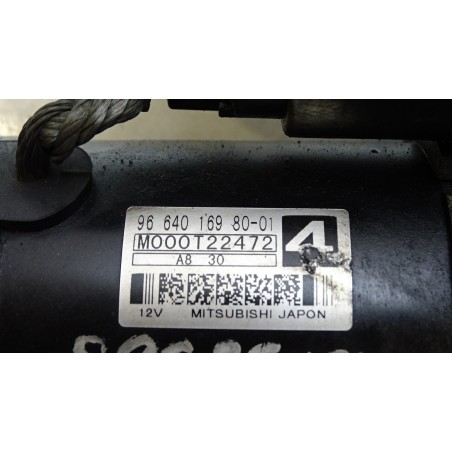 96 640 169 80-01
M000T22472 4
A8 30
12V MITSUBISHI JAPON